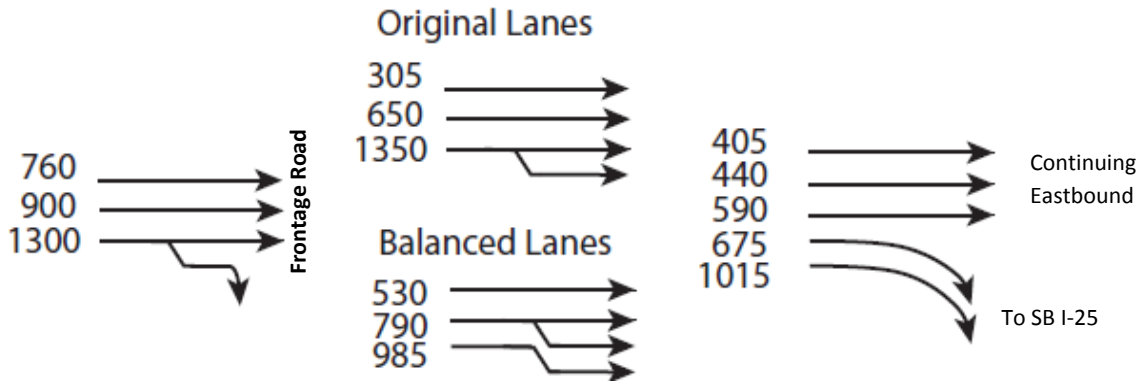 Original Lanes
305
650
1350
760
900
1300
Frontage Road
Balanced Lanes
530
790
985
405
440
590
675
1015
Continuing
Eastbound
To SB I-25